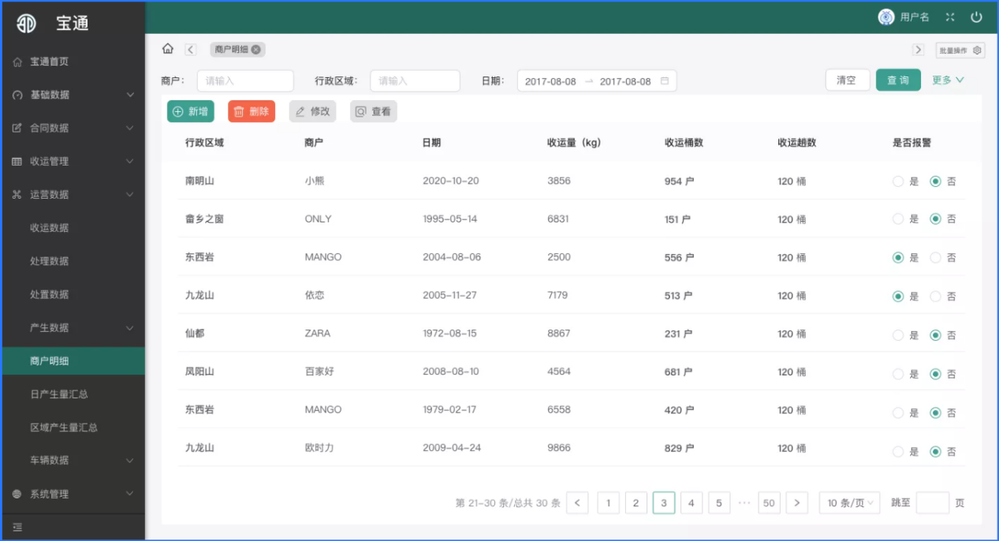 宝通
用户名
宝通首页
基础数据
合同数据
收运管理
运营数据
收运数据
处理数据
处置数据
产生数据
商户明细
日产生量汇总
区域产生量汇总
车辆数据
系统管理
商户明细
批量操作
商户： 请输入 行政区域： 请输入 日期： 2017-08-08 → 2017-08-08 清空 查询 更多
新增 删除 修改 查看
行政区域 商户 日期 收运量（kg） 收运桶数 收运趟数 是否报警
南明山 小熊 2020-10-20 3856 954 户 120 桶 是 否
畲乡之窗 ONLY 1995-05-14 6831 151 户 120 桶 是 否
东西岩 MANGO 2004-08-06 2500 556 户 120 桶 是 否
九龙山 依恋 2005-11-27 7179 513 户 120 桶 是 否
仙都 ZARA 1972-08-15 8867 231 户 120 桶 是 否
凤阳山 百家好 2008-08-10 4564 681 户 120 桶 是 否
东西岩 MANGO 1979-02-17 6558 420 户 120 桶 是 否
九龙山 欧时力 2009-04-24 9866 829 户 120 桶 是 否
第 21-30 条/总共 30 条 < 1 2 3 4 5 ••• 50 > 10 条/页 跳至 页